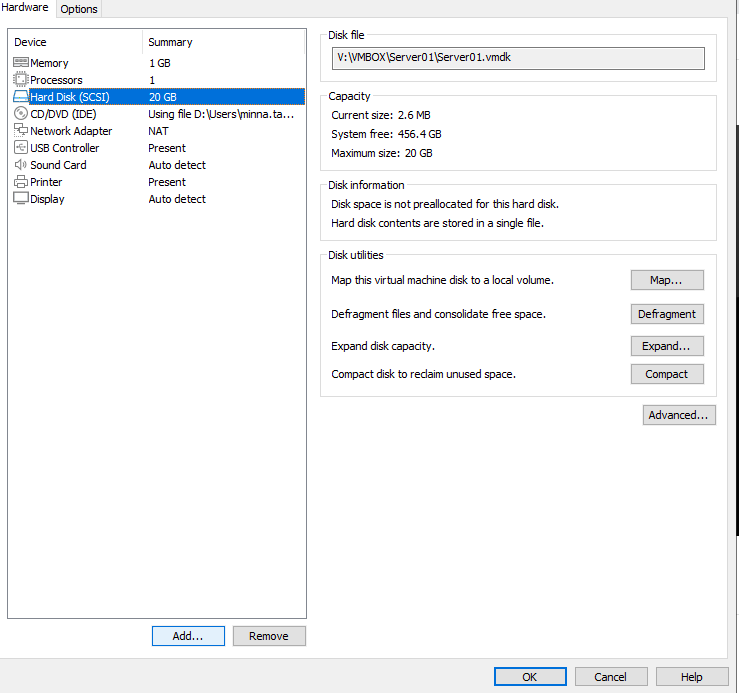 Hardware Options
Device Summary
Memory 1 GB
Processors 1
Hard Disk (SCSI) 20 GB
CD/DVD (IDE) Using file D:\Users\minna.ta...
Network Adapter NAT
USB Controller Present
Sound Card Auto detect
Printer Present
Display Auto detect
Add... Remove
Disk file
V:\VMBOX\Server01\Server01.vmdk
Capacity
Current size: 2.6 MB
System free: 456.4 GB
Maximum size: 20 GB
Disk information
Disk space is not preallocated for this hard disk.
Hard disk contents are stored in a single file.
Disk utilities
Map this virtual machine disk to a local volume. Map...
Defragment files and consolidate free space. Defragment
Expand disk capacity. Expand...
Compact disk to reclaim unused space. Compact
Advanced...
OK Cancel Help